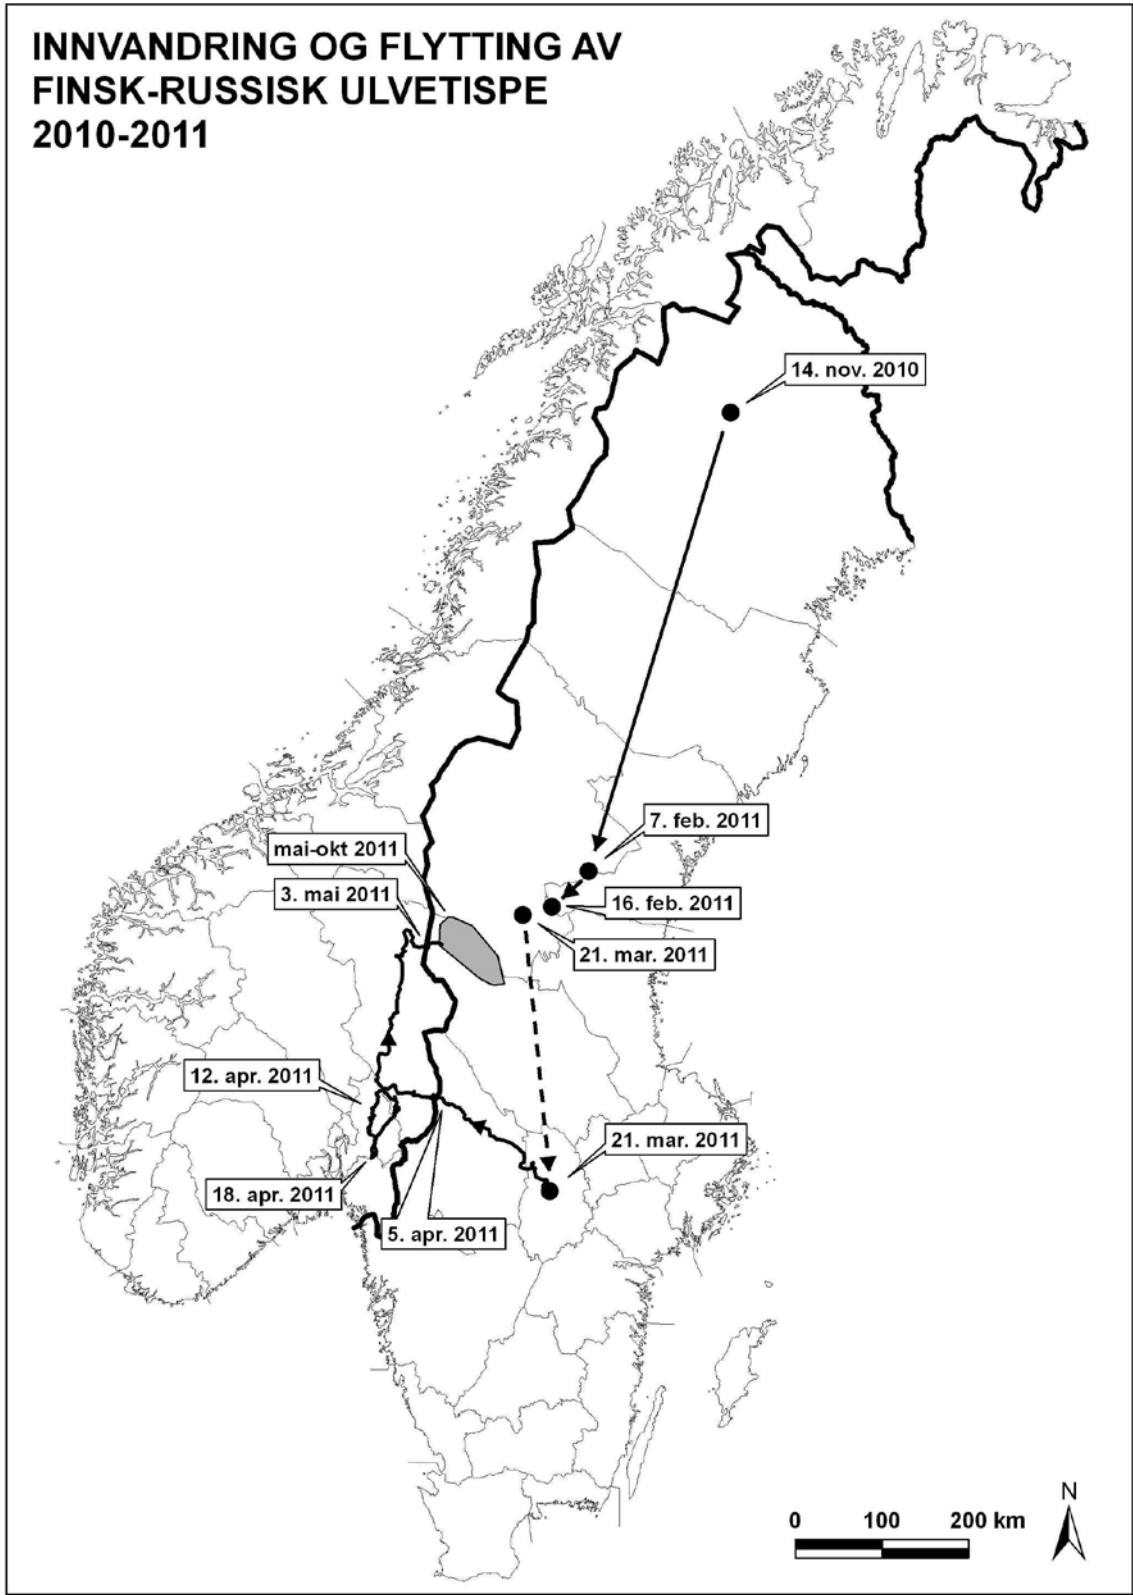 INNVANDRING OG FLYTTING AV
FINSK-RUSSISK ULVETISPE
2010-2011
14. nov. 2010
7. feb. 2011
mai-okt 2011
3. mai 2011
16. feb. 2011
21. mar. 2011
12. apr. 2011
21. mar. 2011
18. apr. 2011
5. apr. 2011
N
0 100 200 km